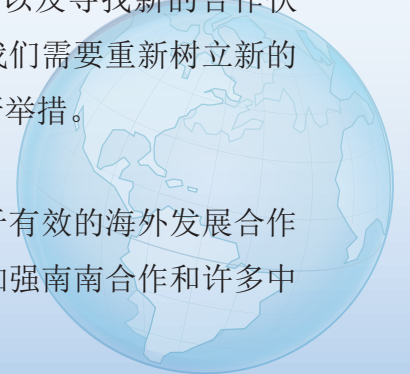 以及寻找新的合作伙
我们需要重新树立新的
举措。
有效的海外发展合作
加强南南合作和许多中